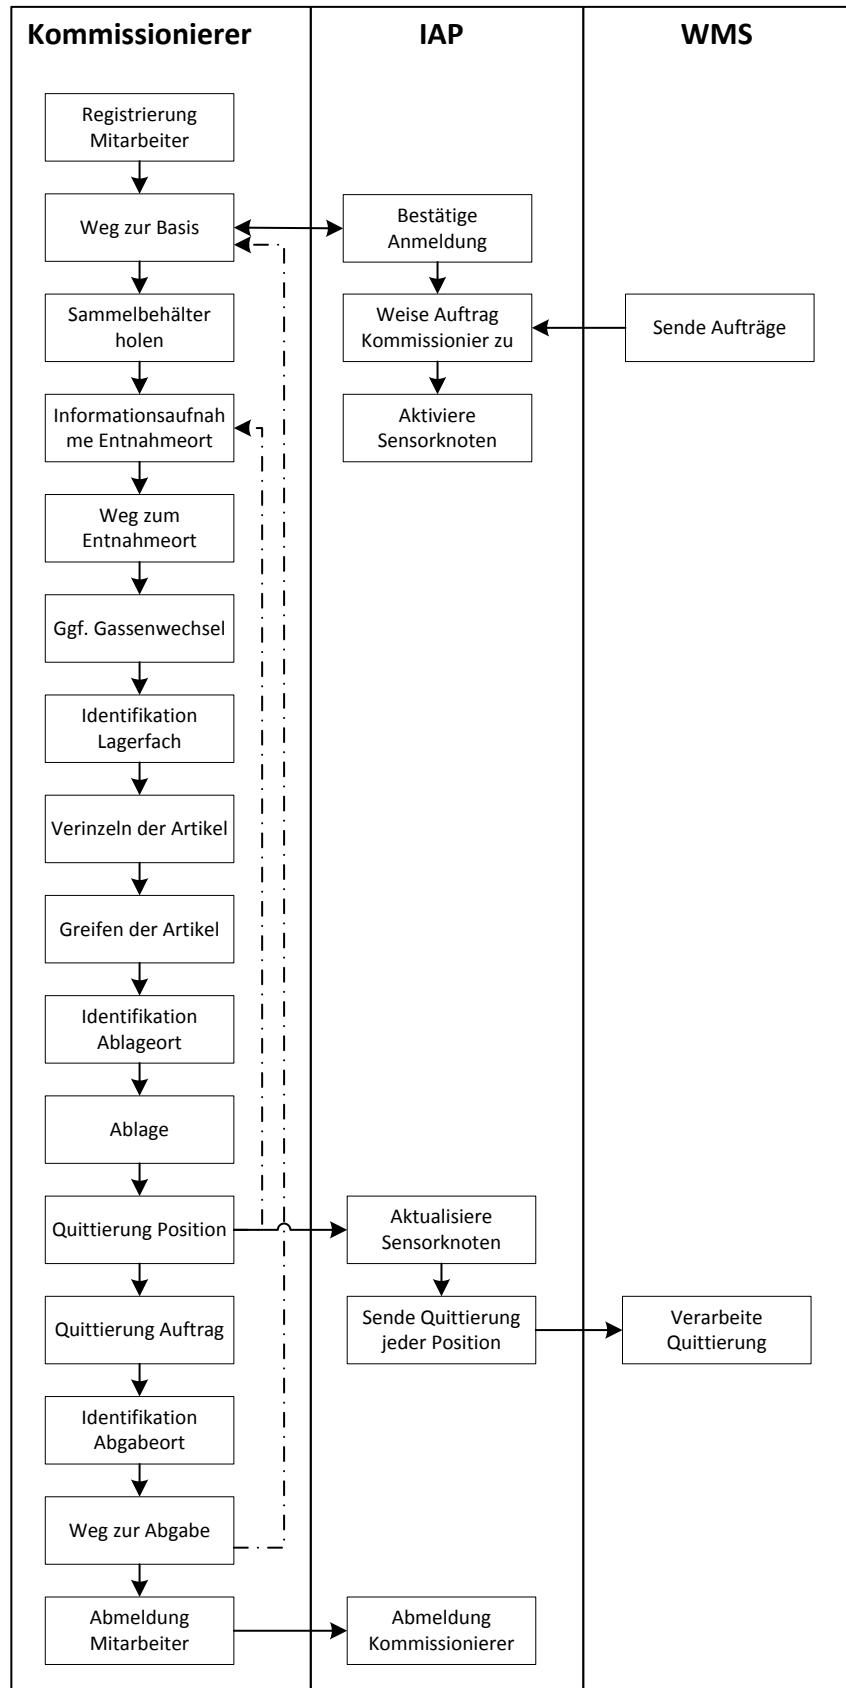 Kommissionierer
IAP
WMS
Registrierung
Mitarbeiter
Weg zur Basis
Bestätige
Anmeldung
Sammelbehälter
holen
Weise Auftrag
Kommissionier zu
Sende Aufträge
Informationsaufnah
me Entnahmeort
Aktiviere
Sensorknoten
Weg zum
Entnahmeort
Ggf. Gassenwechsel
Identifikation
Lagerfach
Verinzeln der Artikel
Greifen der Artikel
Identifikation
Ablageort
Ablage
Quittierung Position
Aktualisiere
Sensorknoten
Quittierung Auftrag
Sende Quittierung
jeder Position
Verarbeite
Quittierung
Identifikation
Abgabeort
Weg zur Abgabe
Abmeldung
Mitarbeiter
Abmeldung
Kommissionierer